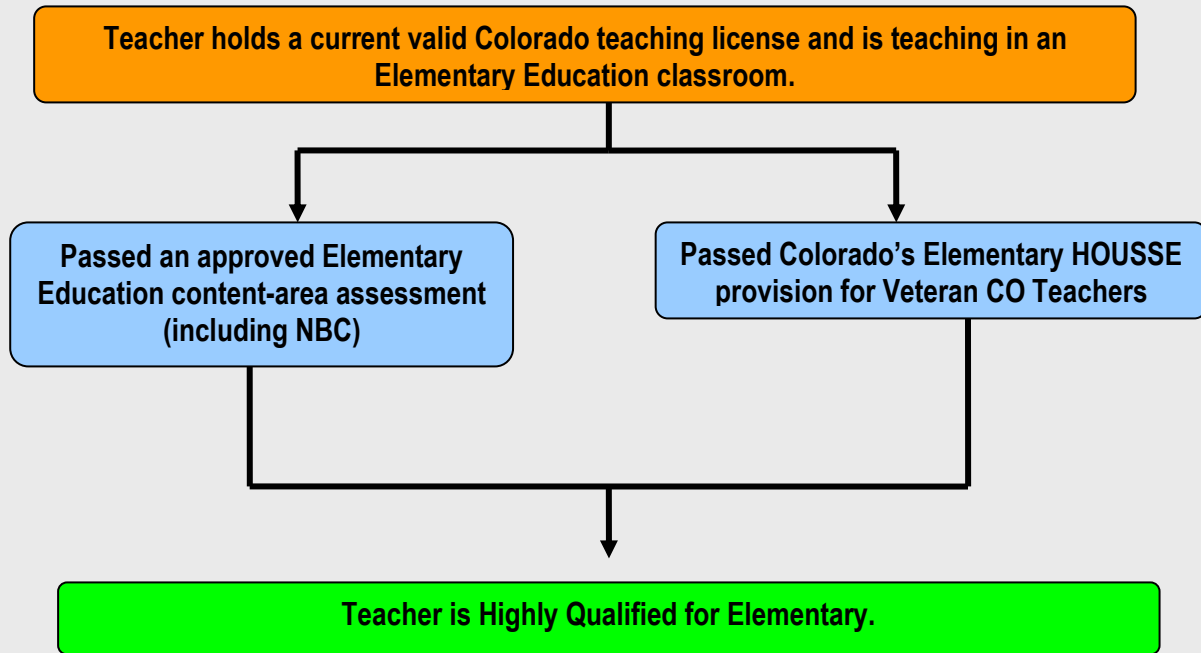 Teacher holds a current valid Colorado teaching license and is teaching in an
Elementary Education classroom.
Passed an approved Elementary
Education content-area assessment
(including NBC)
Passed Colorado’s Elementary HOUSSE
provision for Veteran CO Teachers
Teacher is Highly Qualified for Elementary.